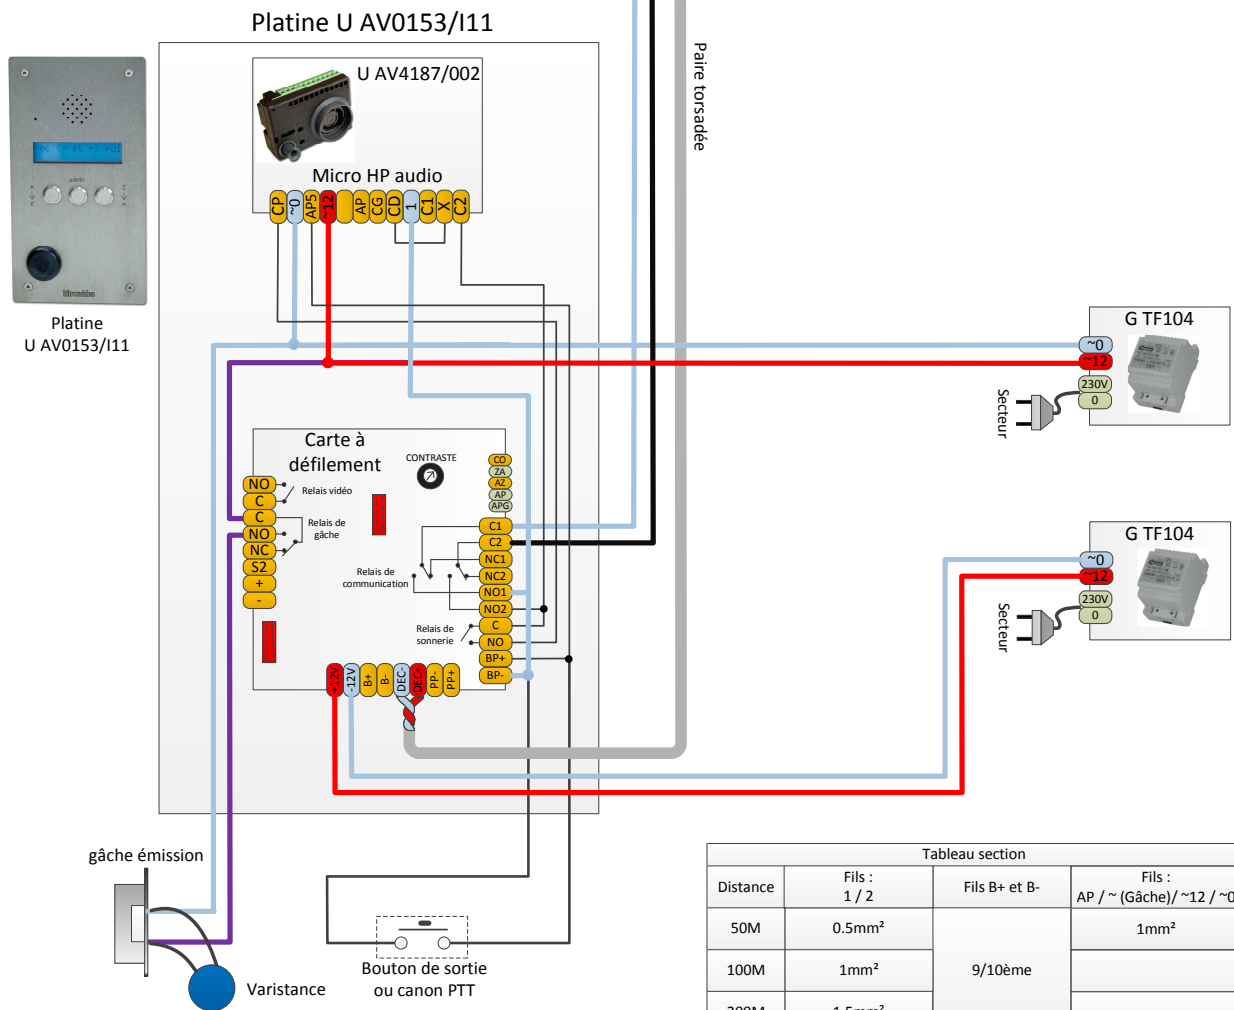 Platine U AV0153/I11
U AV4187/002
Micro HP audio
CP
~0
AP5
~12
AP
CG
CD
1
C1
X
C2
Paire torsadée
APPEL
A
E
Z
A
bitronvideo
Platine
U AV0153/I11
G TF104
~0
~12
230V
0
Secteur
Carte à
défilement
CONTRASTE
CO
ZA
AZ
AP
APG
NO
C
C
NO
NC
S2
+
-
Relais vidéo
Relais de
gâche
Relais de
communication
Relais de
sonnerie
C1
C2
NC1
NC2
NO1
NO2
C
NO
BP+
BP-
+12V
-12V
B+
B-
DEC-
DEC+
PP-
PP+
G TF104
~0
~12
230V
0
Secteur
gâche émission
Varistance
Bouton de sortie
ou canon PTT
Tableau section
Distance
Fils :
1 / 2
Fils B+ et B-
Fils :
AP / ~ (Gâche)/ ~12 / ~0
50M
0.5mm²
9/10ème
1mm²
100M
1mm²
200M
1.5mm²